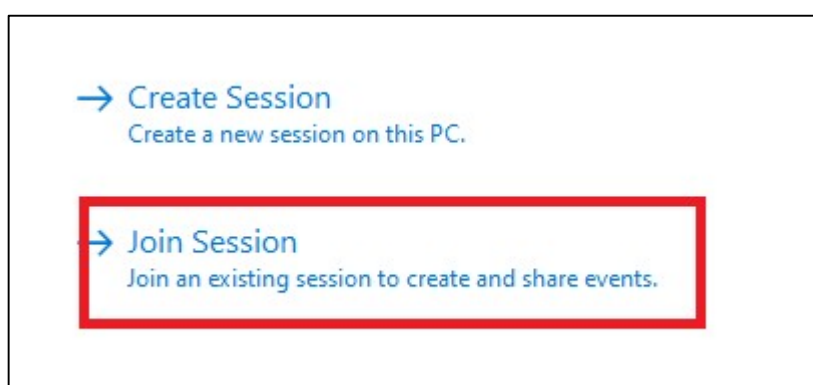 Create Session
Create a new session on this PC.
Join Session
Join an existing session to create and share events.